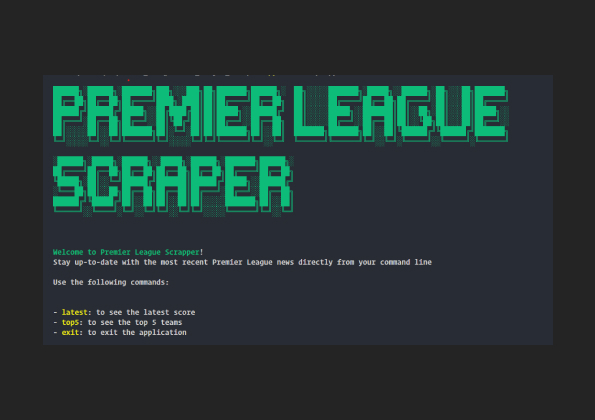 PREMIER LEAGUE
SCRAPPER
Welcome to Premier League Scrapper!
Stay up-to-date with the most recent Premier League news directly from your command line
Use the following commands:
- latest: to see the latest score
- top5: to see the top 5 teams
- exit: to exit the application